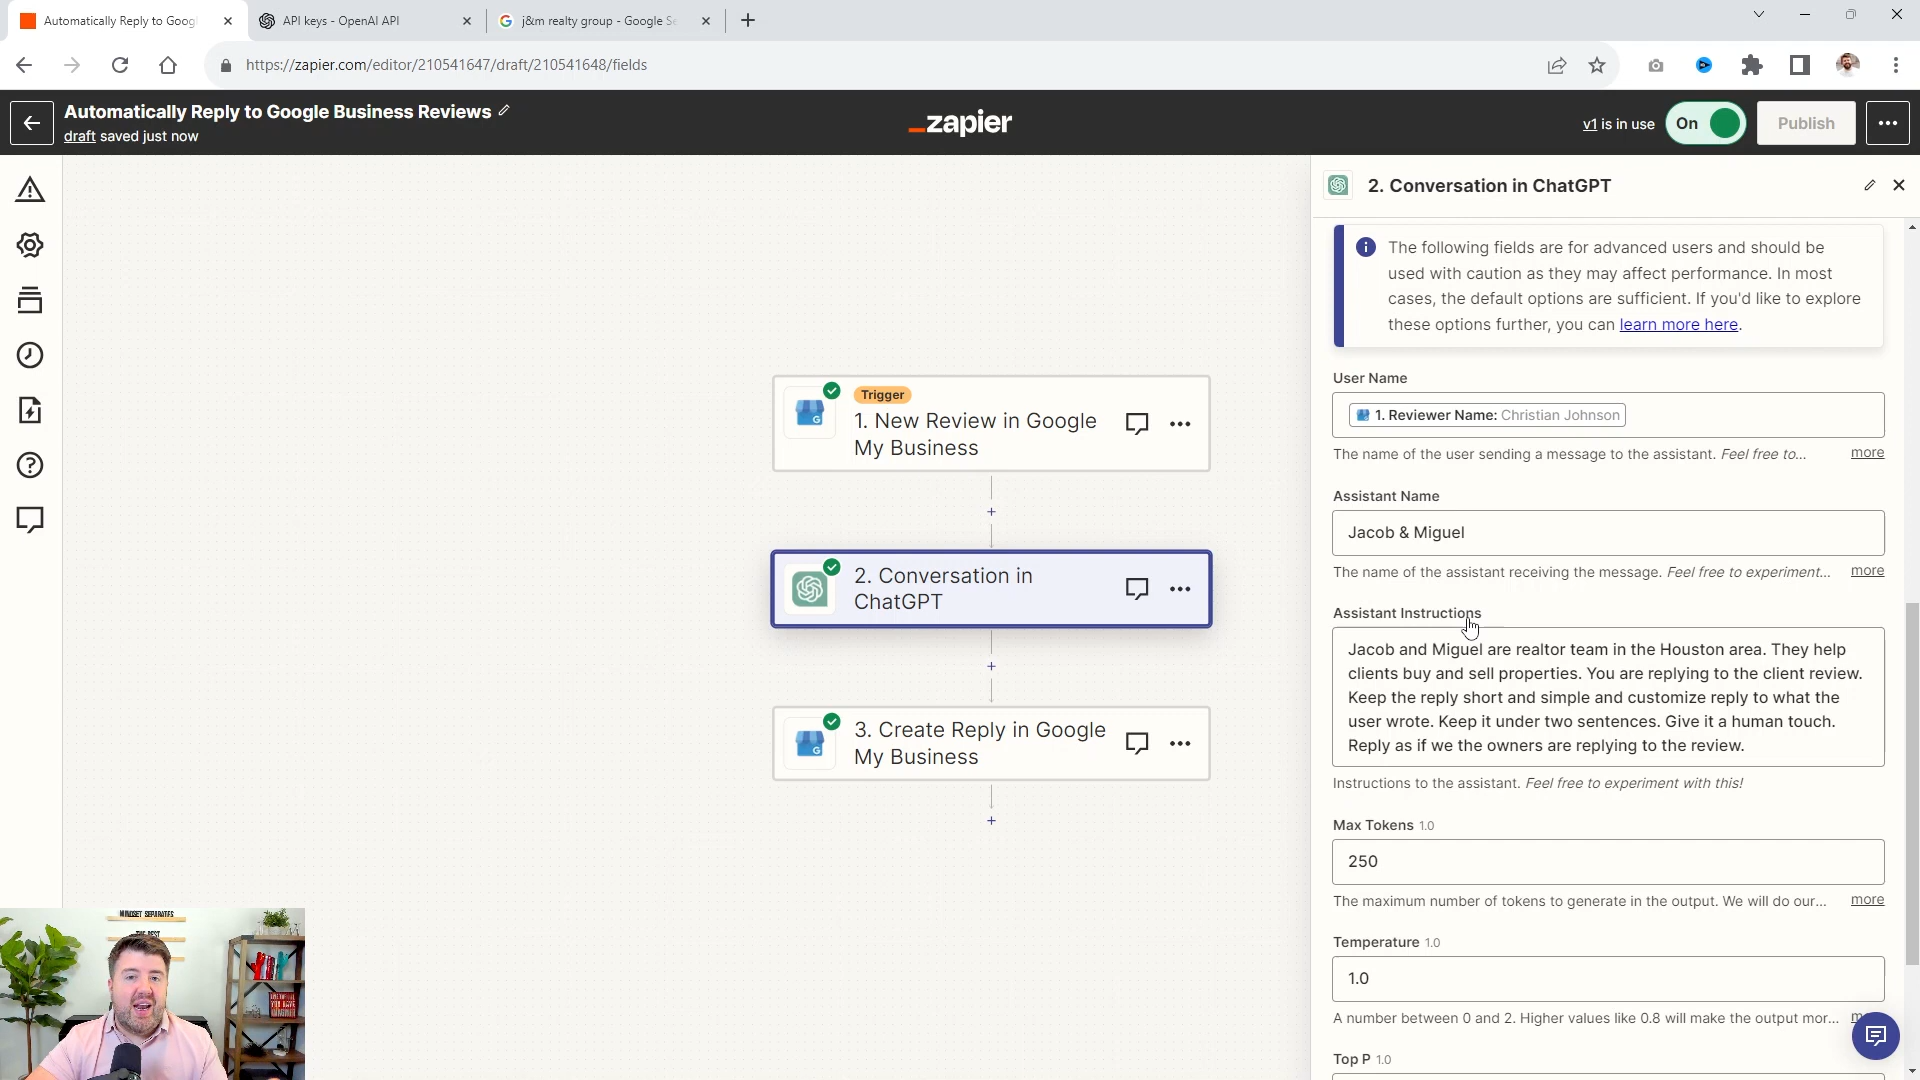 Automatically Reply to Goog
API keys - OpenAI API
j&m realty group - Google Se
https://zapier.com/editor/210541647/draft/210541648/fields
Automatically Reply to Google Business Reviews
draft saved just now
_zapier
v1 is in use
On
Publish
2. Conversation in ChatGPT
The following fields are for advanced users and should be
used with caution as they may affect performance. In most
cases, the default options are sufficient. If you'd like to explore
these options further, you can learn more here.
User Name
1. Reviewer Name: Christian Johnson
The name of the user sending a message to the assistant. Feel free to...
more
Assistant Name
Jacob & Miguel
The name of the assistant receiving the message. Feel free to experiment...
more
Assistant Instructions
Jacob and Miguel are realtor team in the Houston area. They help
clients buy and sell properties. You are replying to the client review.
Keep the reply short and simple and customize reply to what the
user wrote. Keep it under two sentences. Give it a human touch.
Reply as if we the owners are replying to the review.
Instructions to the assistant. Feel free to experiment with this!
Max Tokens 1.0
250
The maximum number of tokens to generate in the output. We will do our...
more
Temperature 1.0
1.0
A number between 0 and 2. Higher values like 0.8 will make the output mor...
Top P 1.0
Trigger
1. New Review in Google
My Business
2. Conversation in
ChatGPT
3. Create Reply in Google
My Business
MINDSET SEPARATES
THE BEST